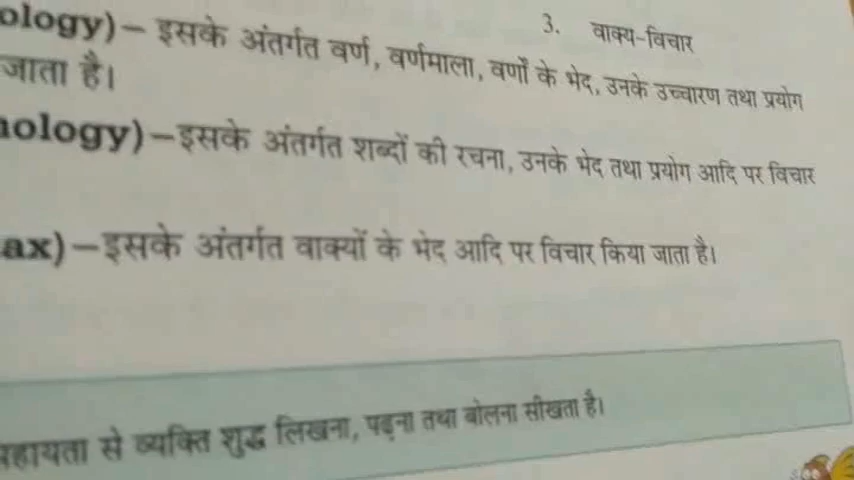 3. वाक्य-विचार
ology) – इसके अंतर्गत वर्ण, वर्णमाला, वर्णों के भेद, उनके उच्चारण तथा प्रयोग
जाता है।
ology) –इसके अंतर्गत शब्दों की रचना, उनके भेद तथा प्रयोग आदि पर विचार
ax) –इसके अंतर्गत वाक्यों के भेद आदि पर विचार किया जाता है।
हायता से व्यक्ति शुद्ध लिखना, पढ़ना तथा बोलना सीखता है।